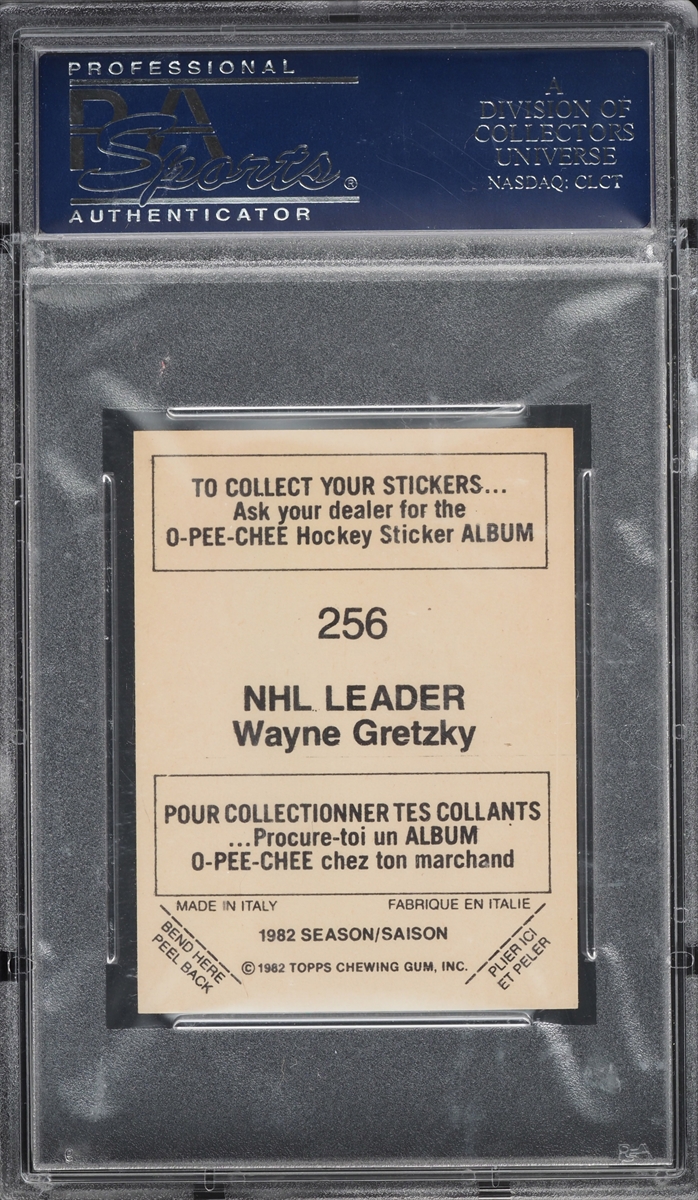 PROFESSIONAL
PSA
Sports®
AUTHENTICATOR
A
DIVISION OF
COLLECTORS
UNIVERSE
NASDAQ: CLCT
TO COLLECT YOUR STICKERS...
Ask your dealer for the
O-PEE-CHEE Hockey Sticker ALBUM
256
NHL LEADER
Wayne Gretzky
POUR COLLECTIONNER TES COLLANTS
...Procure-toi un ALBUM
O-PEE-CHEE chez ton marchand
MADE IN ITALY
FABRIQUE EN ITALIE
1982 SEASON/SAISON
© 1982 TOPPS CHEWING GUM, INC.
BEND HERE
PEEL BACK
PLIER ICI
ET PELER
PSA